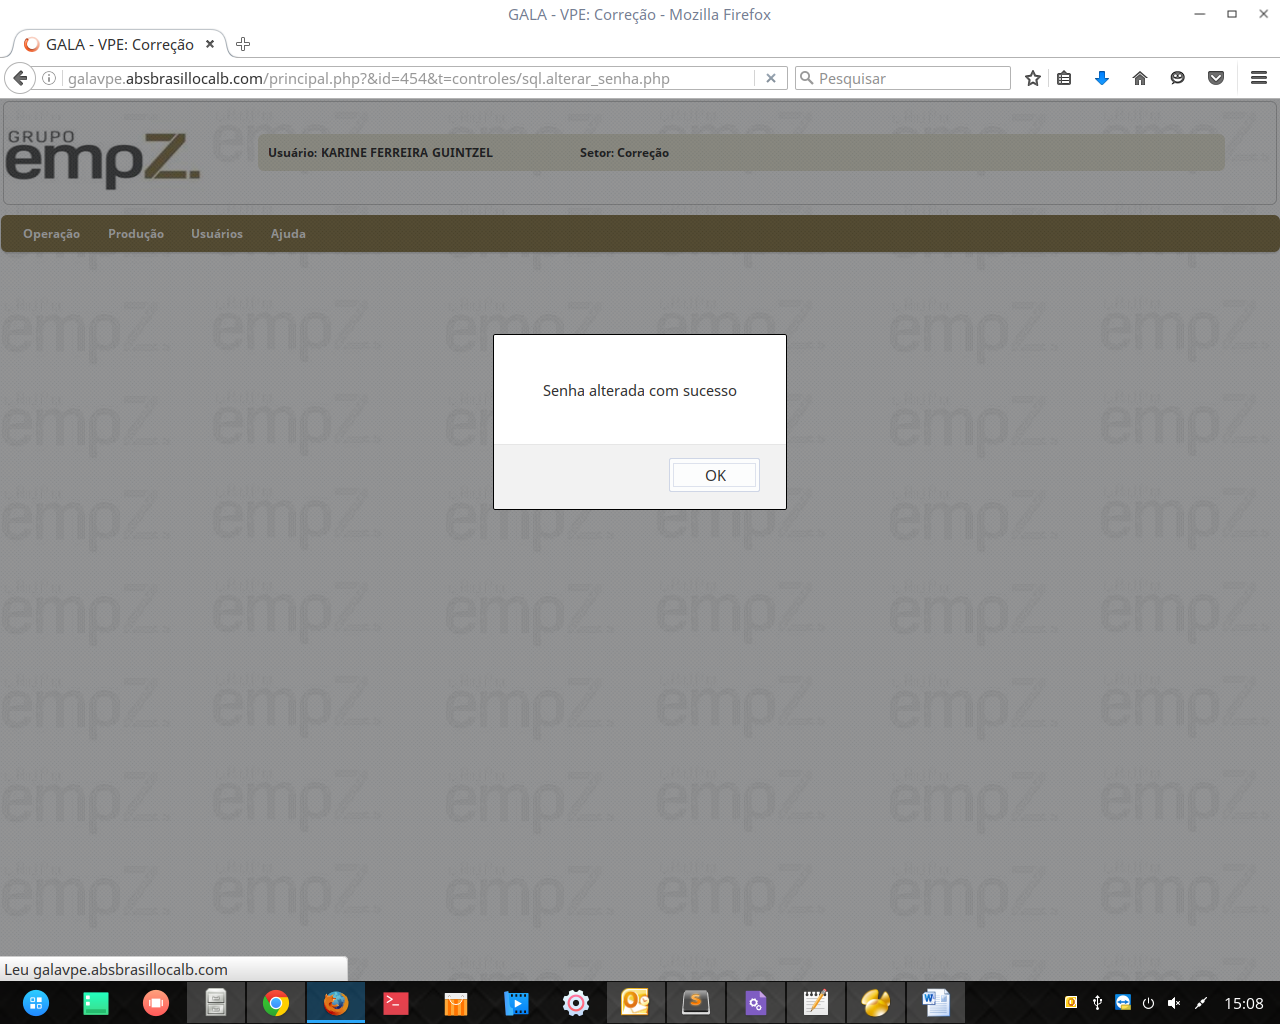 GALA - VPE: Correção - Mozilla Firefox
GALA - VPE: Correção
galavpe.absbrasillocalb.com/principal.php?&id=454&t=controles/sql.alterar_senha.php
Pesquisar
GRUPO
empZ.
Usuário: KARINE FERREIRA GUINTZEL
Setor: Correção
Operação
Produção
Usuários
Ajuda
Senha alterada com sucesso
OK
Leu galavpe.absbrasillocalb.com
15:08